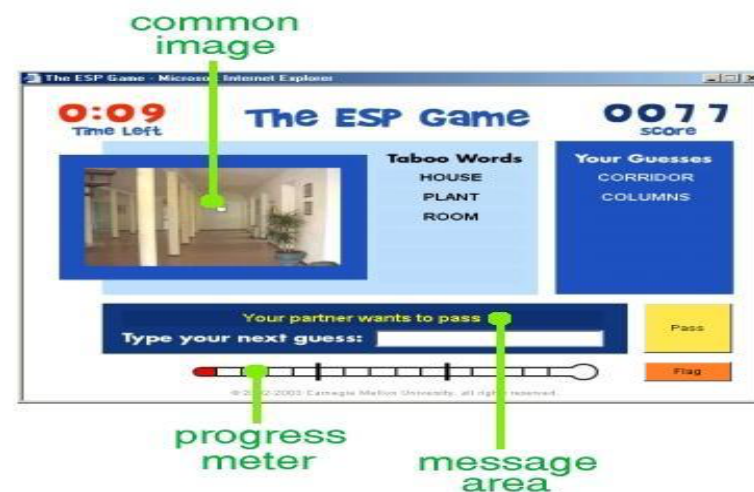 common
image
The ESP Game - Microsoft Internet Explorer
0:09
Time Left
The ESP Game
0077
score
Taboo Words
HOUSE
PLANT
ROOM
Your Guesses
CORRIDOR
COLUMNS
Your partner wants to pass
Type your next guess:
Pass
Flag
© 2002-2003 Carnegie Mellon University, all rights reserved.
progress
meter
message
area